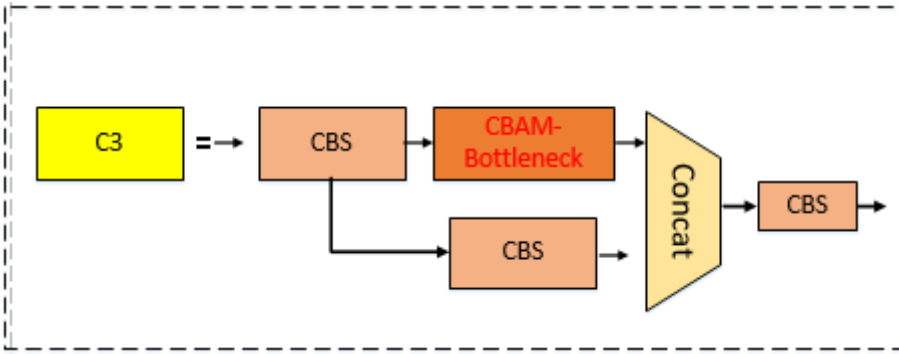 C3
=
CBS
CBAM-
Bottleneck
CBS
Concat
CBS